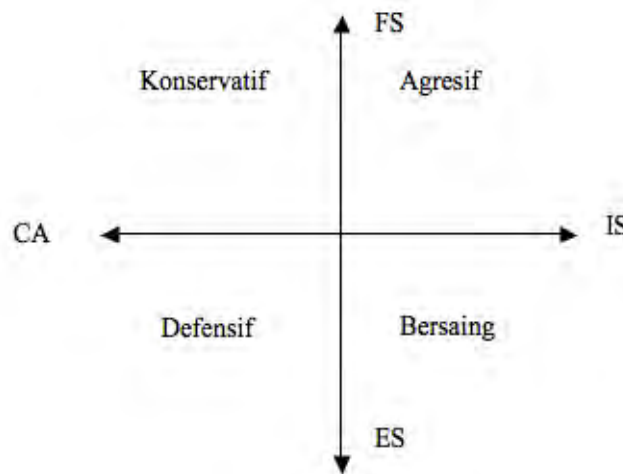 FS
Konservatif
Agresif
CA
IS
Defensif
Bersaing
ES